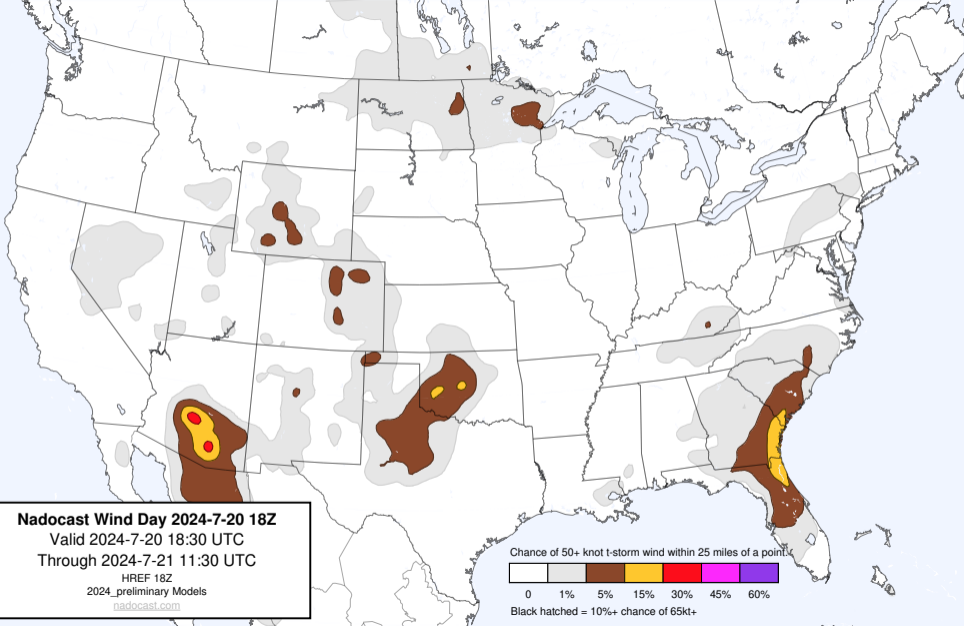 Nadocast Wind Day 2024-7-20 18Z
Valid 2024-7-20 18:30 UTC
Through 2024-7-21 11:30 UTC
HREF 18Z
2024_preliminary Models
nadocast.com
Chance of 50+ knot t-storm wind within 25 miles of a point.
0 1% 5% 15% 30% 45% 60%
Black hatched = 10%+ chance of 65kt+